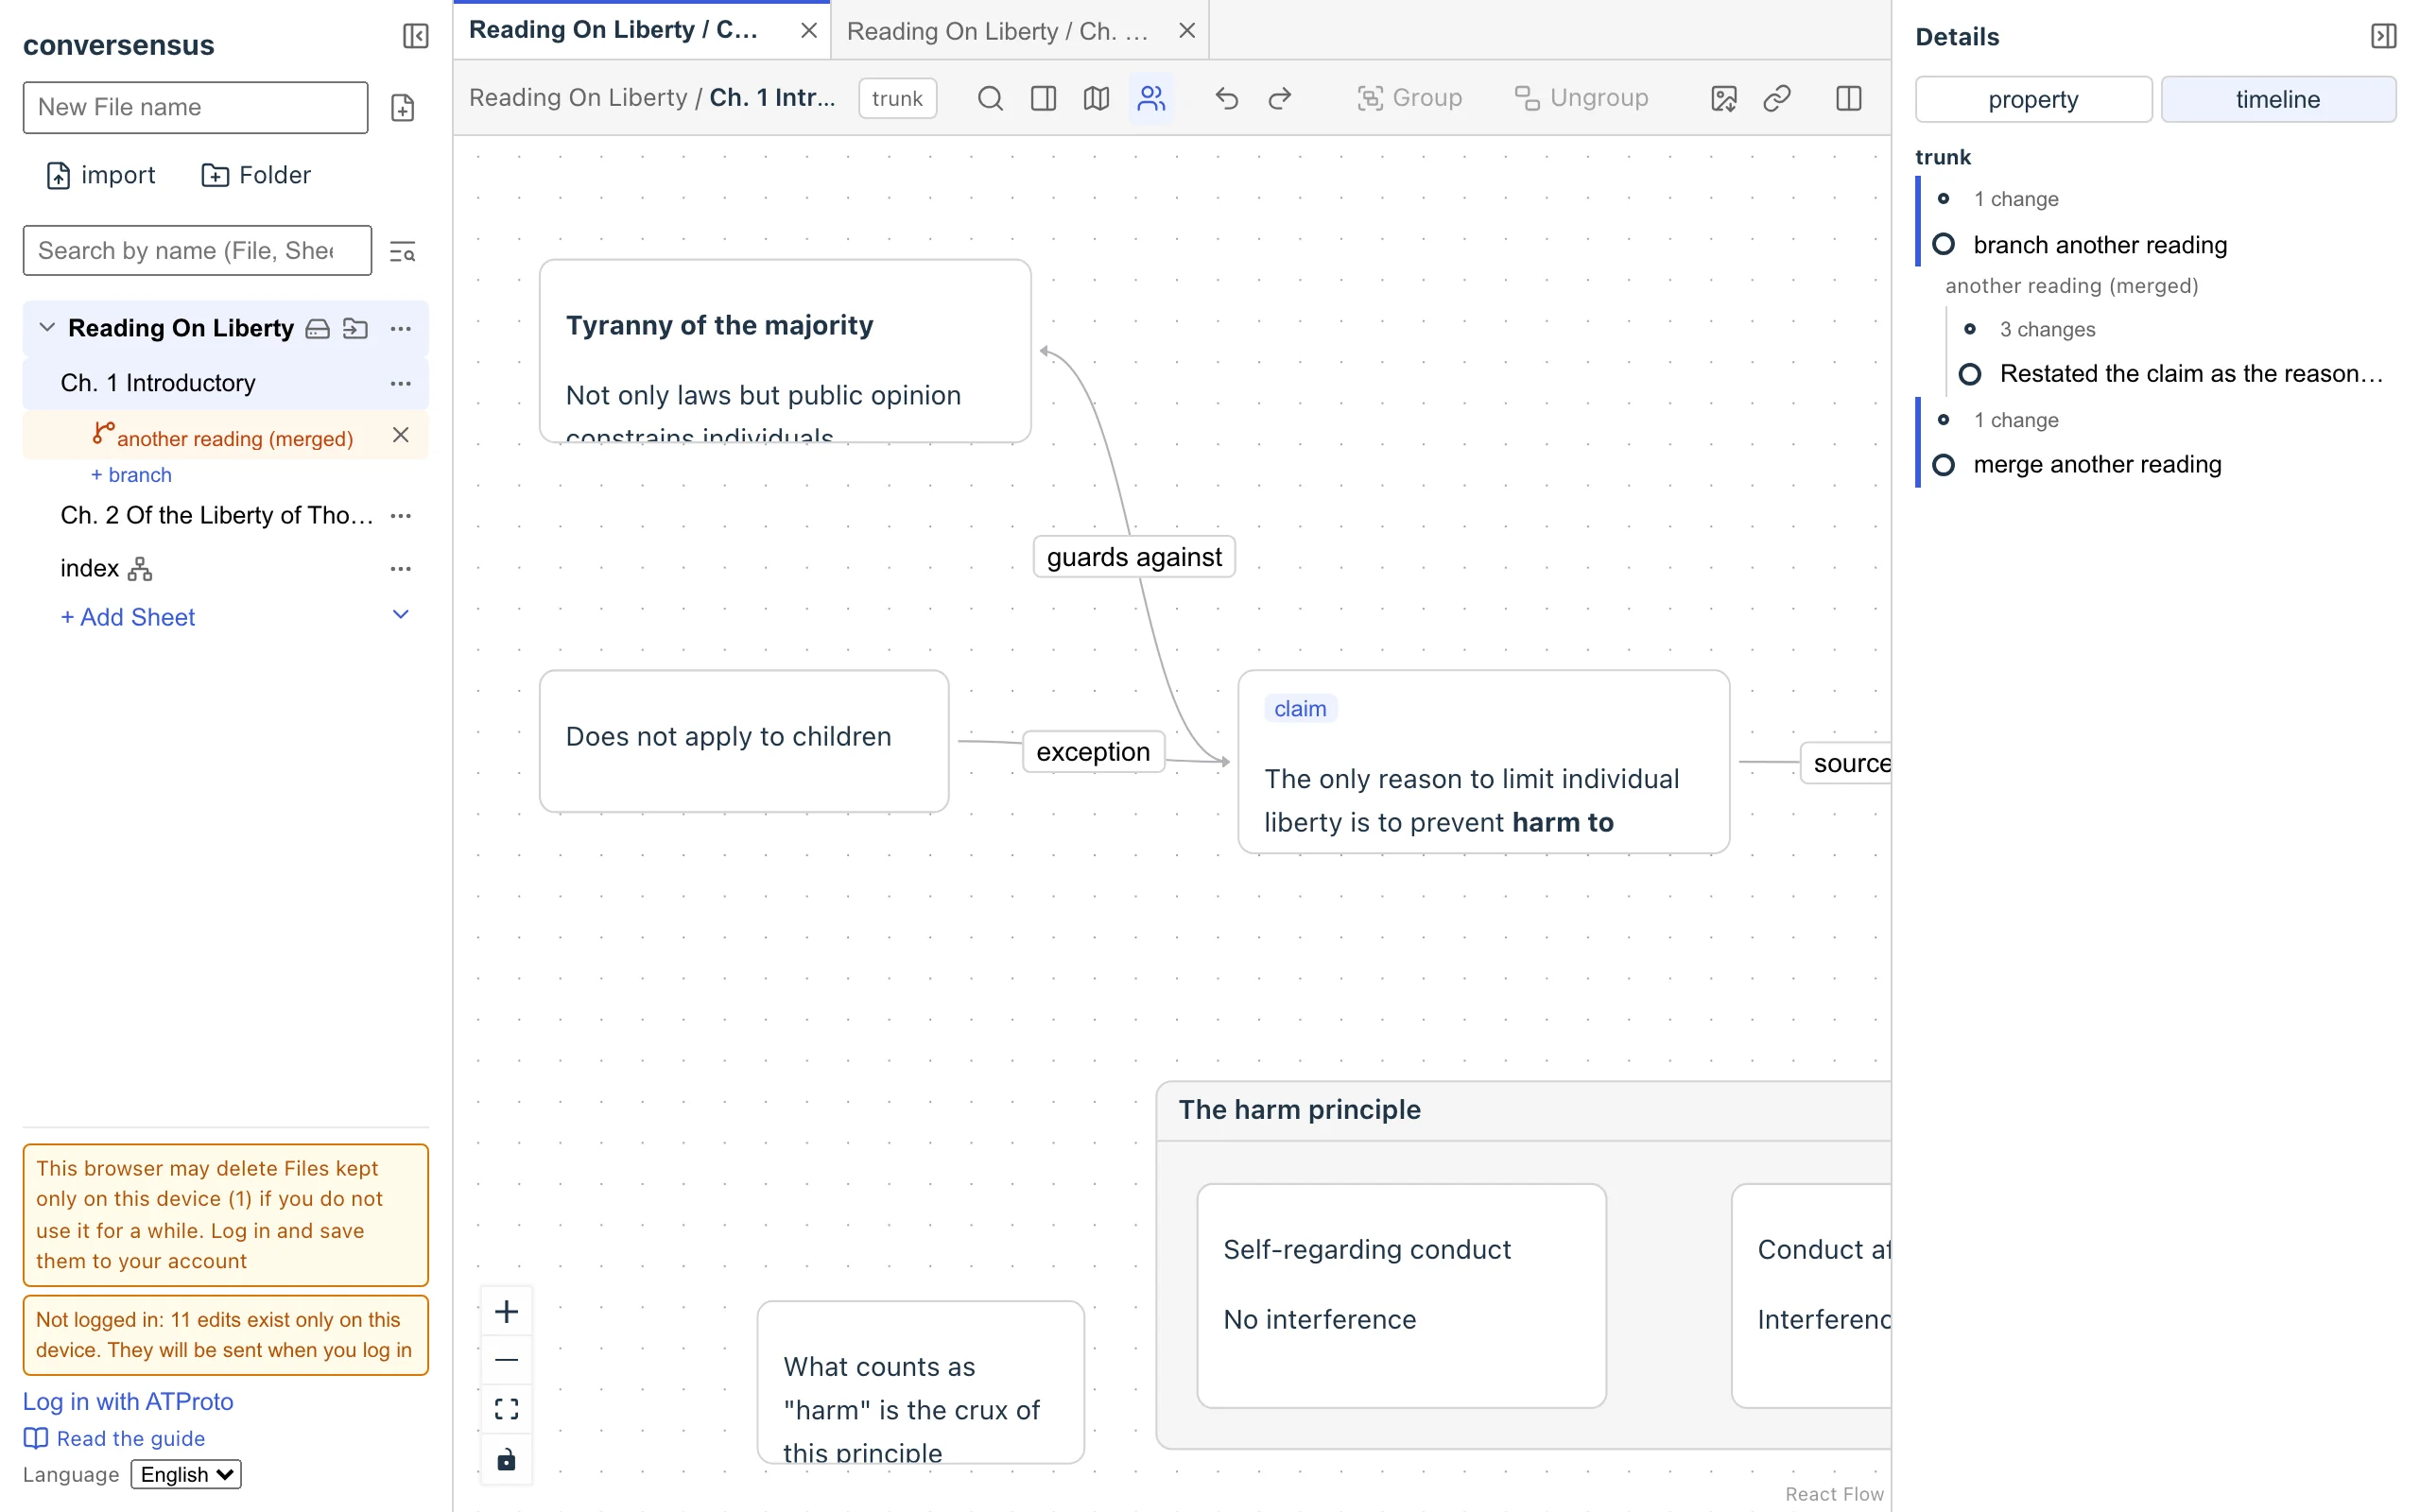 conversensus
New File name
import
Folder
Search by name (File, She
Reading On Liberty
Ch. 1 Introductory
another reading (merged)
+ branch
Ch. 2 Of the Liberty of Tho...
index
+ Add Sheet
This browser may delete Files kept
only on this device (1) if you do not
use it for a while. Log in and save
them to your account
Not logged in: 11 edits exist only on this
device. They will be sent when you log in
Log in with ATProto
Read the guide
Language English
Reading On Liberty / C...
Reading On Liberty / Ch. ...
Reading On Liberty / Ch. 1 Intr...
trunk
Group
Ungroup
Tyranny of the majority
Not only laws but public opinion
constrains individuals
guards against
Does not apply to children
exception
claim
The only reason to limit individual
liberty is to prevent harm to
source
The harm principle
Self-regarding conduct
No interference
Conduct af
Interferenc
What counts as
"harm" is the crux of
this principle
React Flow
Details
property
timeline
trunk
1 change
branch another reading
another reading (merged)
3 changes
Restated the claim as the reason...
1 change
merge another reading